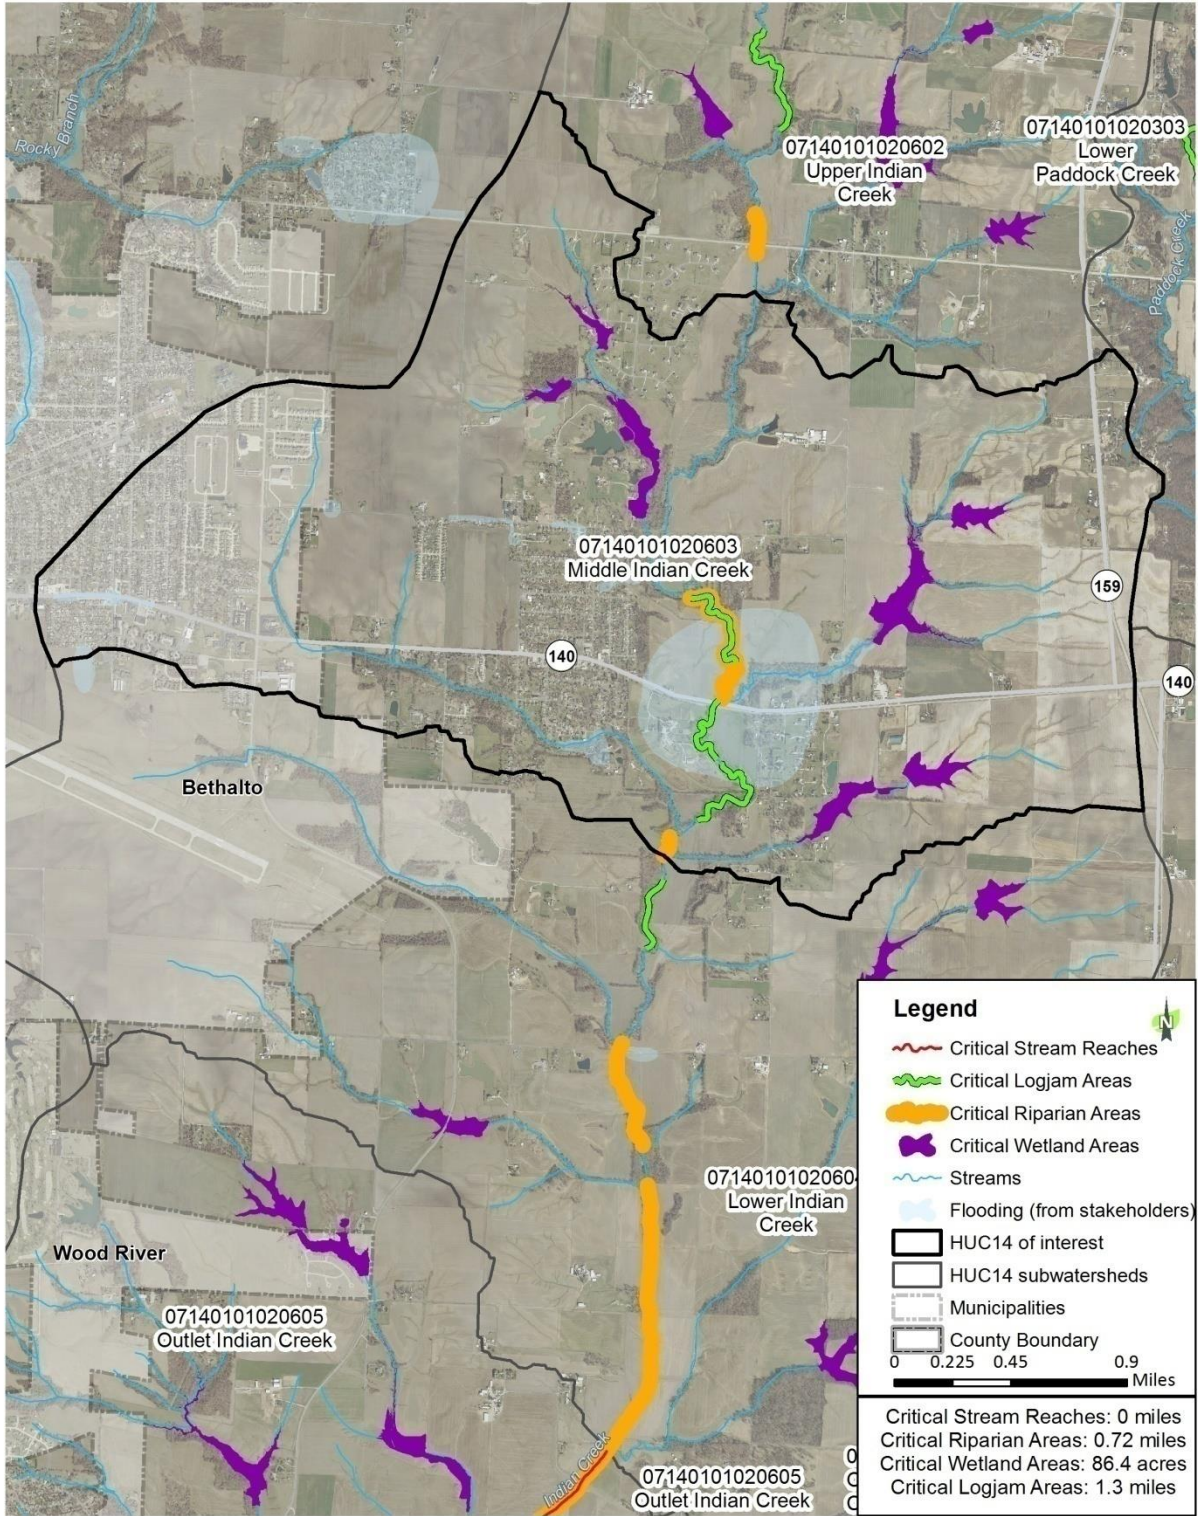 Rocky Branch
07140101020602
Upper Indian
Creek
07140101020303
Lower
Paddock Creek
Paddock Creek
07140101020603
Middle Indian Creek
159
140
140
Bethalto
Wood River
07140101020604
Lower Indian
Creek
07140101020605
Outlet Indian Creek
Indian Creek
07140101020605
Outlet Indian Creek
0
C
C
Legend
N
Critical Stream Reaches
Critical Logjam Areas
Critical Riparian Areas
Critical Wetland Areas
Streams
Flooding (from stakeholders)
HUC14 of interest
HUC14 subwatersheds
Municipalities
County Boundary
0 0.225 0.45 0.9
Miles
Critical Stream Reaches: 0 miles
Critical Riparian Areas: 0.72 miles
Critical Wetland Areas: 86.4 acres
Critical Logjam Areas: 1.3 miles